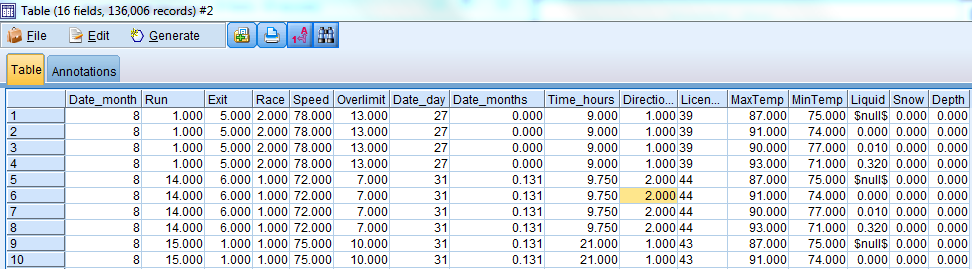 Table (16 fields, 136,006 records) #2
File Edit Generate
Table Annotations
Date_month Run Exit Race Speed Overlimit Date_day Date_months Time_hours Directio... Licen... MaxTemp MinTemp Liquid Snow Depth
1 8 1.000 5.000 2.000 78.000 13.000 27 0.000 9.000 1.000 39 87.000 75.000 $null$ 0.000 0.000
2 8 1.000 5.000 2.000 78.000 13.000 27 0.000 9.000 1.000 39 91.000 74.000 0.000 0.000 0.000
3 8 1.000 5.000 2.000 78.000 13.000 27 0.000 9.000 1.000 39 90.000 77.000 0.010 0.000 0.000
4 8 1.000 5.000 2.000 78.000 13.000 27 0.000 9.000 1.000 39 93.000 71.000 0.320 0.000 0.000
5 8 14.000 6.000 1.000 72.000 7.000 31 0.131 9.750 2.000 44 87.000 75.000 $null$ 0.000 0.000
6 8 14.000 6.000 1.000 72.000 7.000 31 0.131 9.750 2.000 44 91.000 74.000 0.000 0.000 0.000
7 8 14.000 6.000 1.000 72.000 7.000 31 0.131 9.750 2.000 44 90.000 77.000 0.010 0.000 0.000
8 8 14.000 6.000 1.000 72.000 7.000 31 0.131 9.750 2.000 44 93.000 71.000 0.320 0.000 0.000
9 8 15.000 1.000 1.000 75.000 10.000 31 0.131 21.000 1.000 43 87.000 75.000 $null$ 0.000 0.000
10 8 15.000 1.000 1.000 75.000 10.000 31 0.131 21.000 1.000 43 91.000 74.000 0.000 0.000 0.000